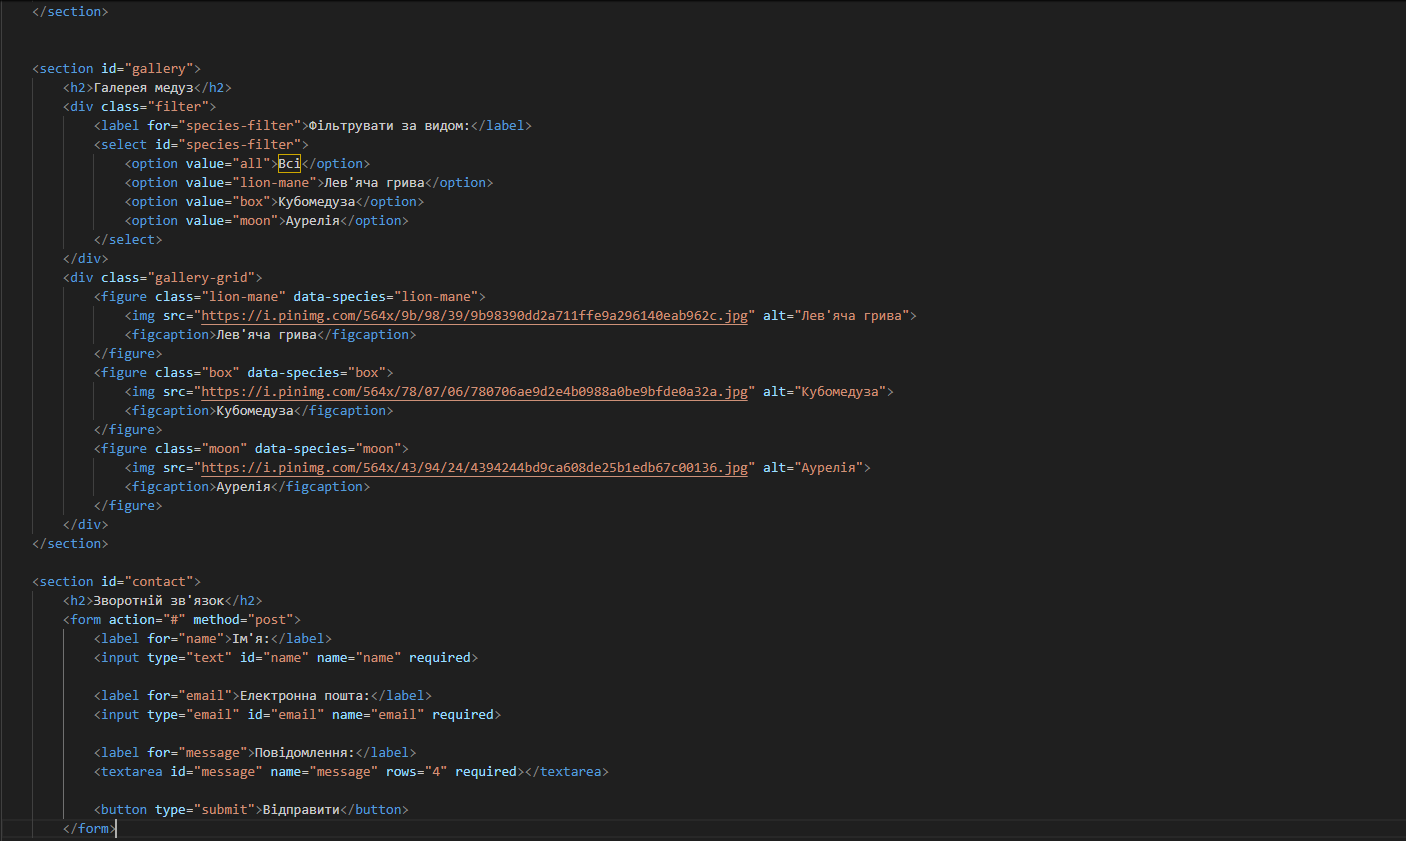 </section>
<section id="gallery">
<h2>Галерея медуз</h2>
<div class="filter">
<label for="species-filter">Фільтрувати за видом:</label>
<select id="species-filter">
<option value="all">Всі</option>
<option value="lion-mane">Лев'яча грива</option>
<option value="box">Кубомедуза</option>
<option value="moon">Аурелія</option>
</select>
</div>
<div class="gallery-grid">
<figure class="lion-mane" data-species="lion-mane">
<img src="https://i.pinimg.com/564x/9b/98/39/9b98390dd2a711ffe9a296140eab962c.jpg" alt="Лев'яча грива">
<figcaption>Лев'яча грива</figcaption>
</figure>
<figure class="box" data-species="box">
<img src="https://i.pinimg.com/564x/78/07/06/780706ae9d2e4b0988a0be9bfde0a32a.jpg" alt="Кубомедуза">
<figcaption>Кубомедуза</figcaption>
</figure>
<figure class="moon" data-species="moon">
<img src="https://i.pinimg.com/564x/43/94/24/4394244bd9ca608de25b1edb67c00136.jpg" alt="Аурелія">
<figcaption>Аурелія</figcaption>
</figure>
</div>
</section>
<section id="contact">
<h2>Зворотній зв'язок</h2>
<form action="#" method="post">
<label for="name">Ім'я:</label>
<input type="text" id="name" name="name" required>
<label for="email">Електронна пошта:</label>
<input type="email" id="email" name="email" required>
<label for="message">Повідомлення:</label>
<textarea id="message" name="message" rows="4" required></textarea>
<button type="submit">Відправити</button>
</form>